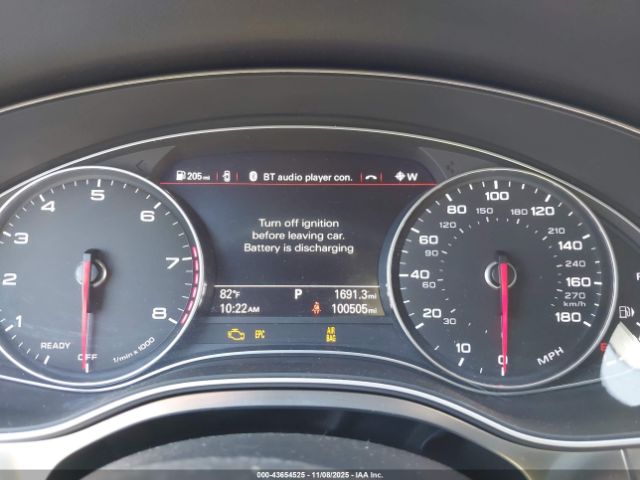 205 mi BT audio player con. W
Turn off ignition
before leaving car.
Battery is discharging
82°F P 1691.3mi
10:22AM 100505mi
EPC AIR BAG
1 2 3 4 5 6 7 8
READY OFF 1/min x 1000
0 10 20 40 60 80 100 120 140 160 180
30 60 90 120 150 180 210 240 270
km/h
MPH
000-43654525 - 11/08/2025 - IAA Inc.